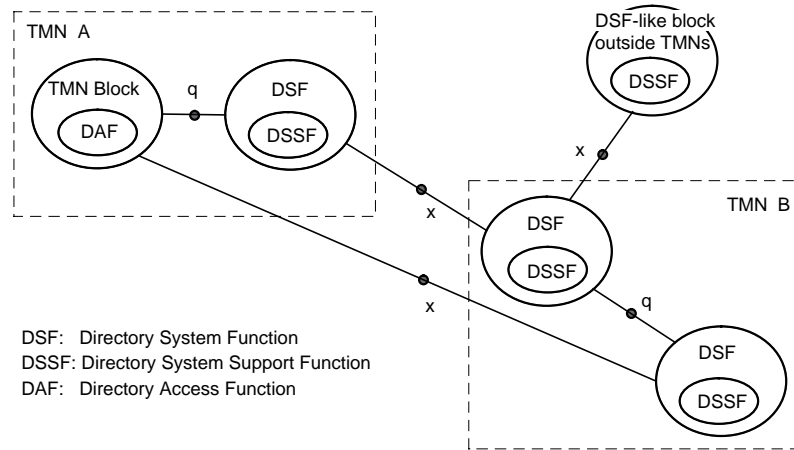 TMN A
TMN Block
DAF
q
DSF
DSSF
DSF-like block
outside TMNs
DSSF
x
x
x
TMN B
DSF
DSSF
q
DSF
DSSF
DSF: Directory System Function
DSSF: Directory System Support Function
DAF: Directory Access Function